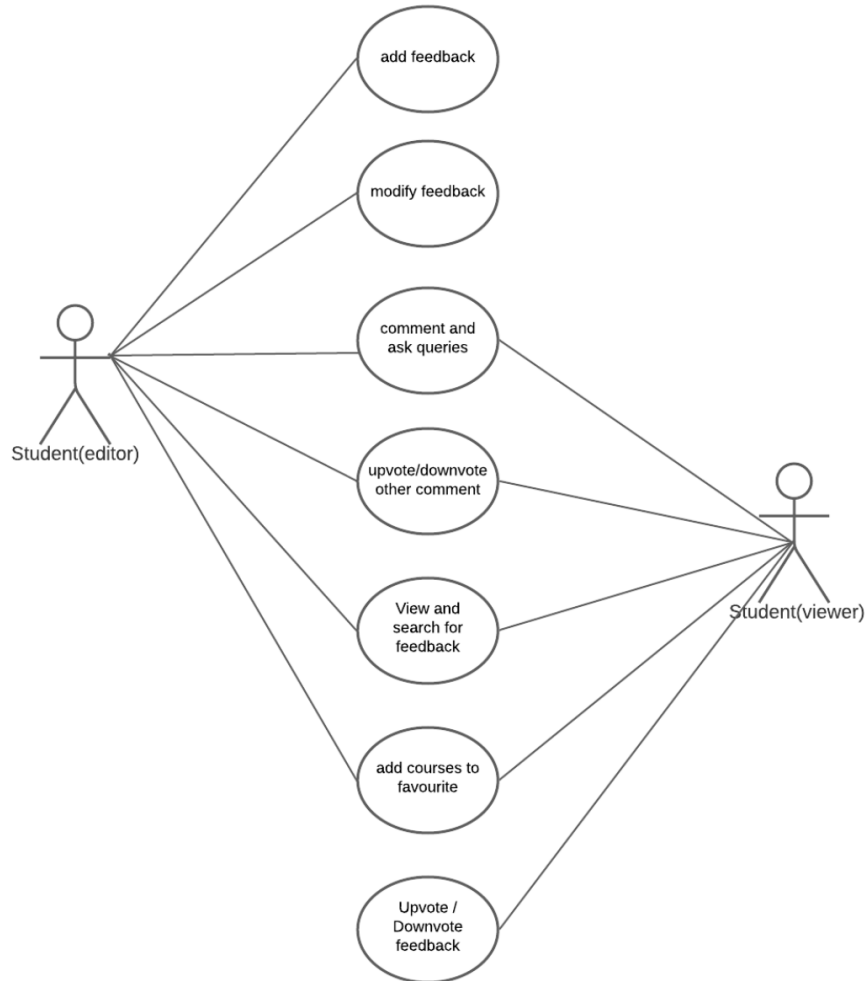 add feedback
modify feedback
comment and
ask queries
Student(editor)
upvote/downvote
other comment
Student(viewer)
View and
search for
feedback
add courses to
favourite
Upvote /
Downvote
feedback